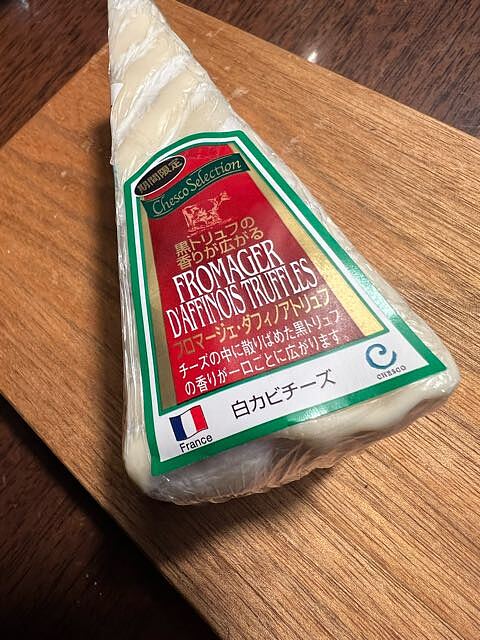 期間限定
Chesco Selection
黒トリュフの
香りが広がる
FROMAGER
D'AFFINOIS TRUFFLES
フロマージェ・ダフィノアトリュフ
チーズの中に散りばめた黒トリュフ
の香りが一口ごとに広がります。
France
白カビチーズ
CHESCO